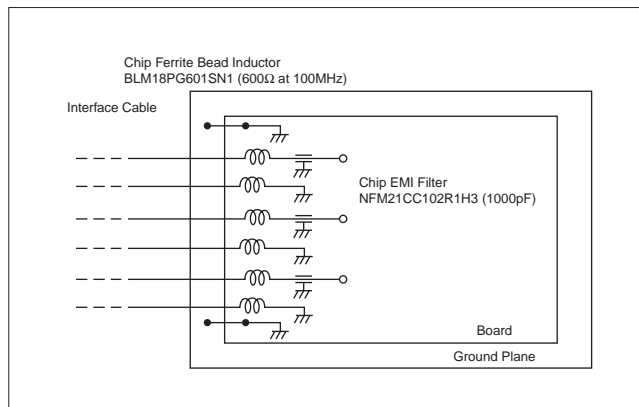 Chip Ferrite Bead Inductor
BLM18PG601SN1 (600Ω at 100MHz)
Interface Cable
Chip EMI Filter
NFM21CC102R1H3 (1000pF)
Board
Ground Plane